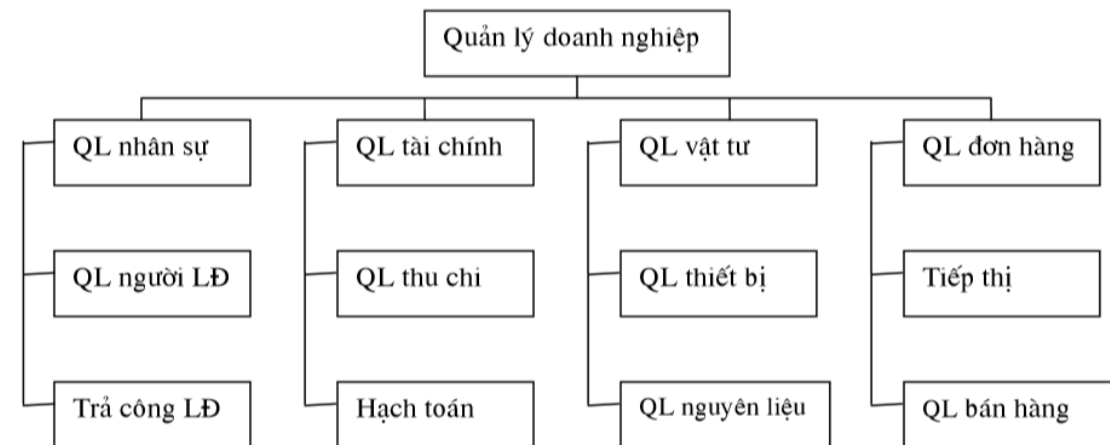 Quản lý doanh nghiệp
QL nhân sự
QL tài chính
QL vật tư
QL đơn hàng
QL người LĐ
QL thu chi
QL thiết bị
Tiếp thị
Trả công LĐ
Hạch toán
QL nguyên liệu
QL bán hàng